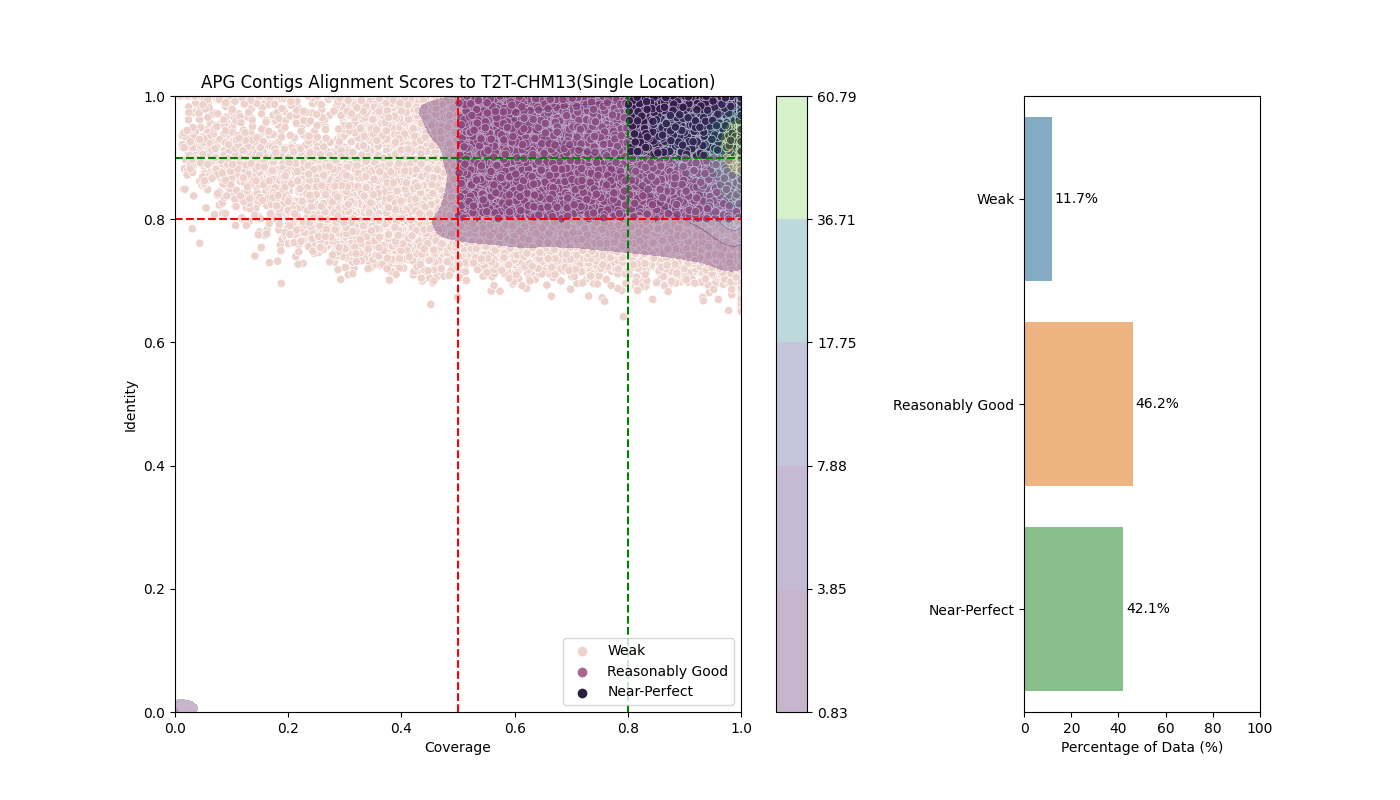 APG Contigs Alignment Scores to T2T-CHM13(Single Location)
1.0
0.8
0.6
0.4
0.2
0.0
Identity
0.0 0.2 0.4 0.6 0.8 1.0
Coverage
Weak
Reasonably Good
Near-Perfect
60.79
36.71
17.75
7.88
3.85
0.83
Weak 11.7%
Reasonably Good 46.2%
Near-Perfect 42.1%
0 20 40 60 80 100
Percentage of Data (%)